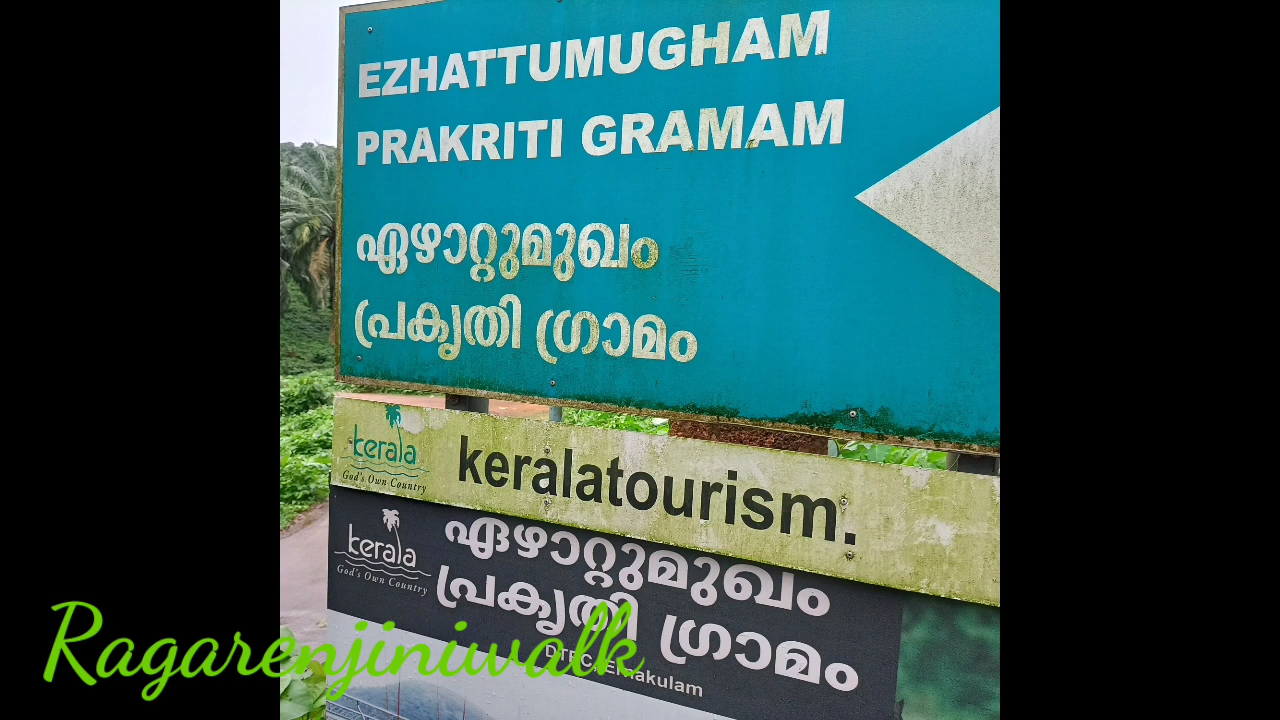 EZHATTUMUGHAM
PRAKRITI GRAMAM
ഏഴാറ്റുമുഖം
പ്രകൃതി ഗ്രാമം
kerala
God's Own Country
keralatourism.
kerala
God's Own Country
ഏഴാറ്റുമുഖം
പ്രകൃതി ഗ്രാമം
DTPC, Ernakulam
Ragarenjiniwalk